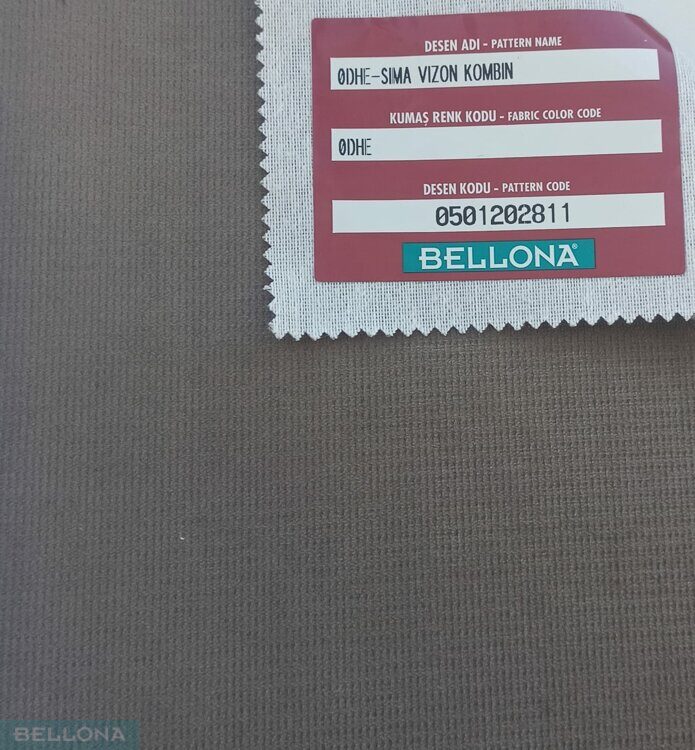 DESEN ADI - PATTERN NAME
0DHE-SIMA VIZON KOMBIN
KUMAŞ RENK KODU - FABRIC COLOR CODE
0DHE
DESEN KODU - PATTERN CODE
0501202811
BELLONA®
BELLONA